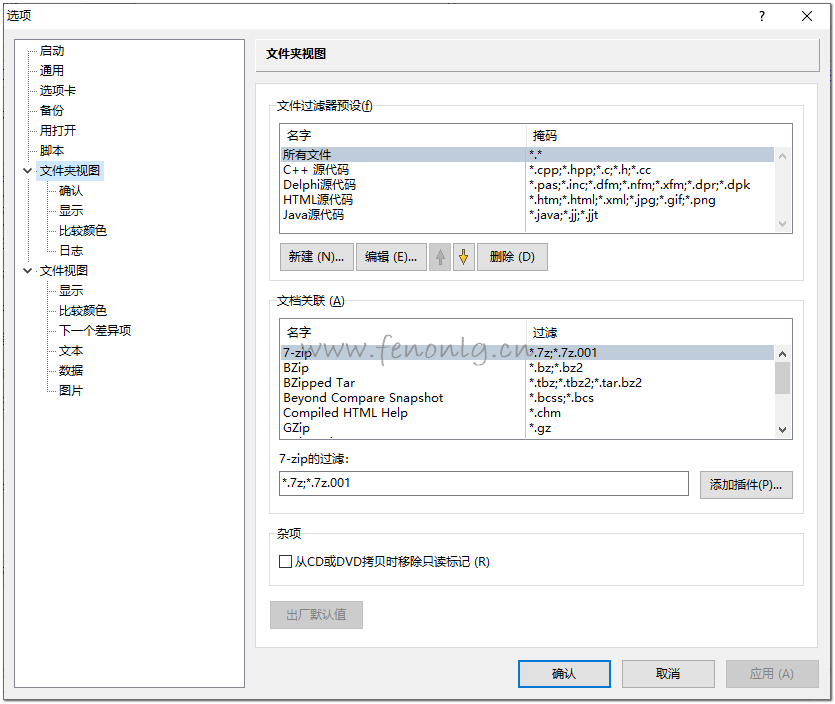 选项
启动
通用
选项卡
备份
用打开
脚本
文件夹视图
确认
显示
比较颜色
日志
文件视图
显示
比较颜色
下一个差异项
文本
数据
图片
文件夹视图
文件过滤器预设(f)
名字 掩码
所有文件 *.*
C++ 源代码 *.cpp;*.hpp;*.c;*.h;*.cc
Delphi源代码 *.pas;*.inc;*.dfm;*.nfm;*.xfm;*.dpr;*.dpk
HTML源代码 *.htm;*.html;*.xml;*.jpg;*.gif;*.png
Java源代码 *.java;*.jj;*.jjt
新建 (N)... 编辑 (E)... 删除 (D)
文档关联 (A)
名字 过滤
7-zip *.7z;*.7z.001
www.fenonlg.cn
BZip *.bz;*.bz2
BZipped Tar *.tbz;*.tbz2;*.tar.bz2
Beyond Compare Snapshot *.bcss;*.bcs
Compiled HTML Help *.chm
GZip *.gz
7-zip的过滤：
*.7z;*.7z.001
添加插件(P)...
杂项
从CD或DVD拷贝时移除只读标记 (R)
出厂默认值
确认 取消 应用 (A)